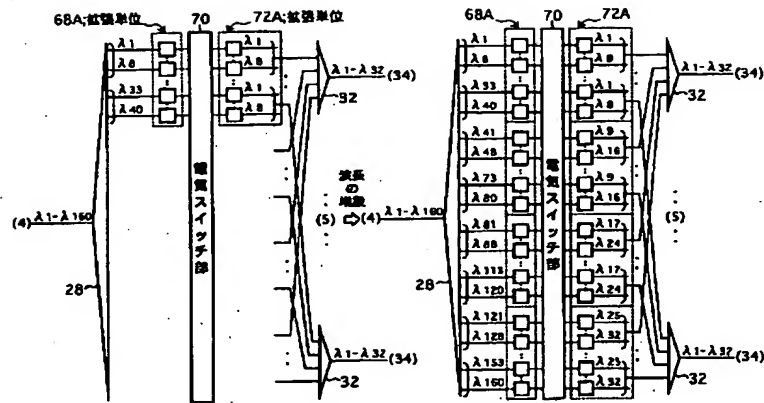 68A;拡張単位
70
72A;拡張単位
λ1
λ8
λ33
λ40
λ1
λ8
λ1
λ8
電気スイッチ部
λ1-λ32 (34)
32
(4) λ1-λ160
28
(5)
λ1-λ32 (34)
32
波長の増設
68A
70
72A
λ1
λ8
λ33
λ40
λ41
λ48
λ73
λ80
λ81
λ88
λ113
λ120
λ121
λ128
λ153
λ160
電気スイッチ部
λ1
λ8
λ1
λ8
λ9
λ16
λ9
λ16
λ17
λ24
λ17
λ24
λ25
λ32
λ25
λ32
λ1-λ32 (34)
32
(4) λ1-λ160
28
(5)
λ1-λ32 (34)
32